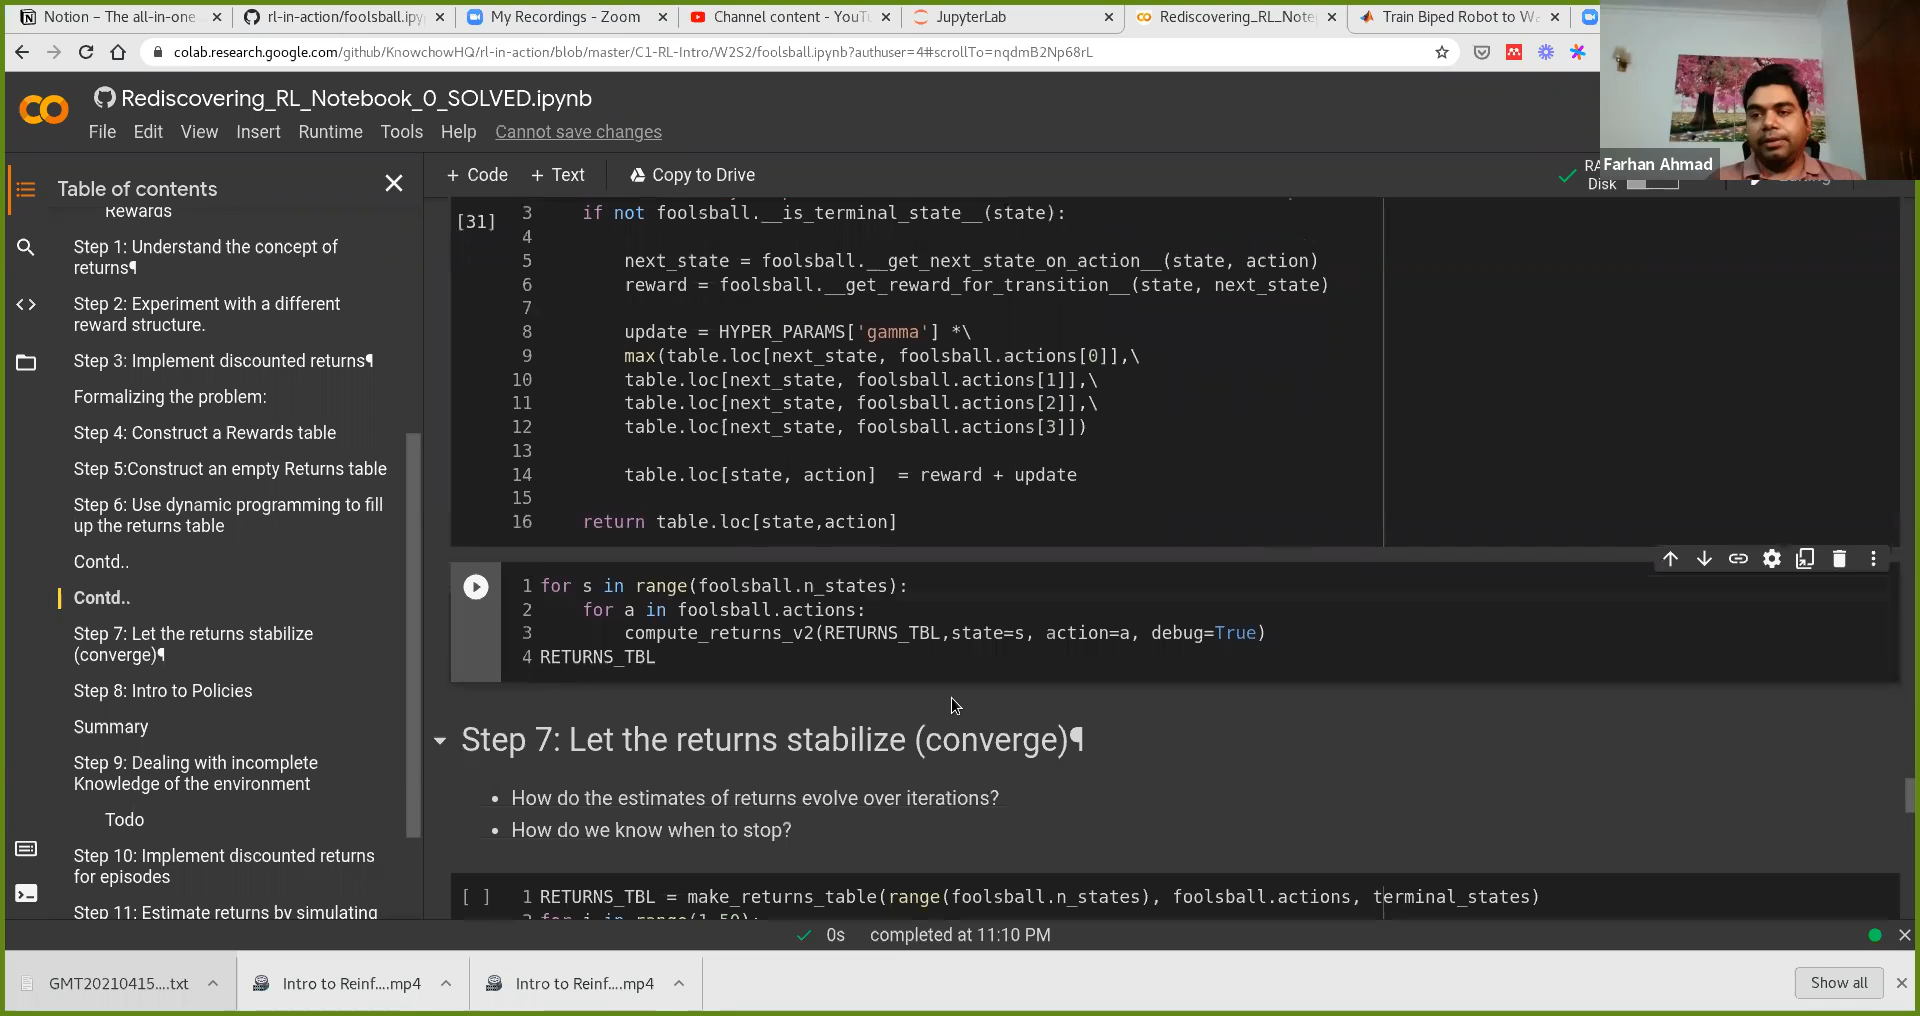 Notion – The all-in-one
rl-in-action/foolsball.ipy
My Recordings - Zoom
Channel content - YouTu
JupyterLab
Rediscovering_RL_Note
Train Biped Robot to Wa
colab.research.google.com/github/KnowchowHQ/rl-in-action/blob/master/C1-RL-Intro/W2S2/foolsball.ipynb?authuser=4#scrollTo=nqdmB2Np68rL
Rediscovering_RL_Notebook_0_SOLVED.ipynb
File Edit View Insert Runtime Tools Help Cannot save changes
Farhan Ahmad
Table of contents
+ Code + Text Copy to Drive
RA
Disk
Rewards
Step 1: Understand the concept of
returns¶
Step 2: Experiment with a different
reward structure.
Step 3: Implement discounted returns¶
Formalizing the problem:
Step 4: Construct a Rewards table
Step 5:Construct an empty Returns table
Step 6: Use dynamic programming to fill
up the returns table
Contd..
Contd..
Step 7: Let the returns stabilize
(converge)¶
Step 8: Intro to Policies
Summary
Step 9: Dealing with incomplete
Knowledge of the environment
Todo
Step 10: Implement discounted returns
for episodes
Step 11: Estimate returns by simulating
[31]
3 if not foolsball.__is_terminal_state__(state):
4
5 next_state = foolsball.__get_next_state_on_action__(state, action)
6 reward = foolsball.__get_reward_for_transition__(state, next_state)
7
8 update = HYPER_PARAMS['gamma'] *\
9 max(table.loc[next_state, foolsball.actions[0]],\
10 table.loc[next_state, foolsball.actions[1]],\
11 table.loc[next_state, foolsball.actions[2]],\
12 table.loc[next_state, foolsball.actions[3]])
13
14 table.loc[state, action]  = reward + update
15
16 return table.loc[state,action]
1 for s in range(foolsball.n_states):
2 for a in foolsball.actions:
3 compute_returns_v2(RETURNS_TBL,state=s, action=a, debug=True)
4 RETURNS_TBL
Step 7: Let the returns stabilize (converge)¶
• How do the estimates of returns evolve over iterations?
• How do we know when to stop?
[ ] 1 RETURNS_TBL = make_returns_table(range(foolsball.n_states), foolsball.actions, terminal_states)
2 for i in range(1,50):
0s completed at 11:10 PM
GMT20210415....txt
Intro to Reinf....mp4
Intro to Reinf....mp4
Show all